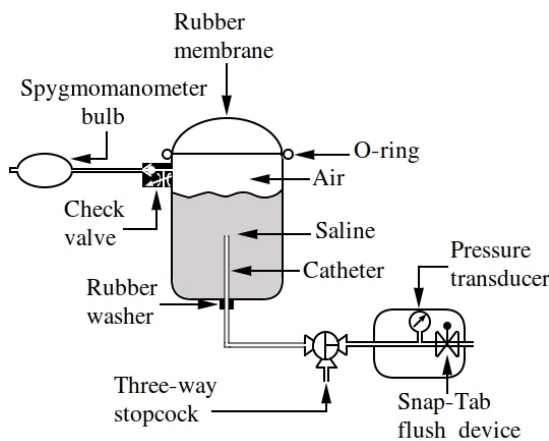 Rubber
membrane
Spygmomanometer
bulb
O-ring
Air
Check
valve
Saline
Pressure
transducer
Catheter
Rubber
washer
Three-way
stopcock
Snap-Tab
flush device